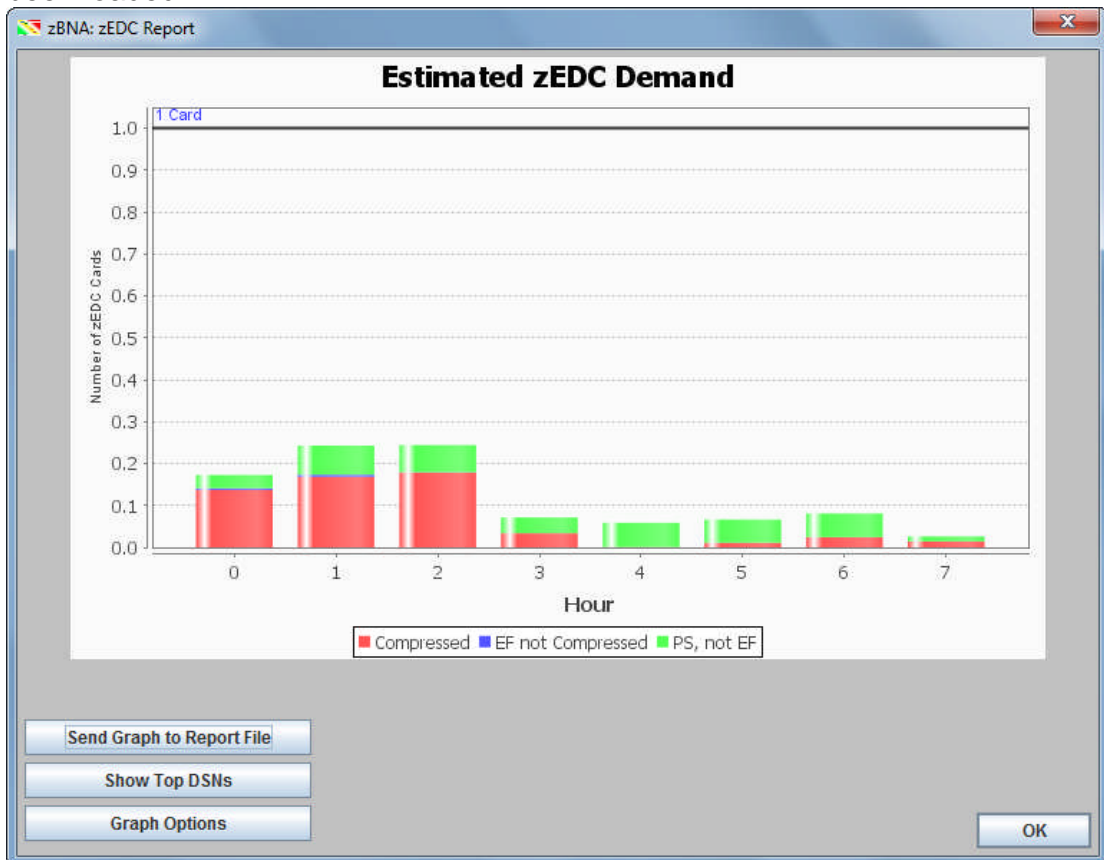 zBNA: zEDC Report
Estimated zEDC Demand
1 Card
1.0
0.9
0.8
0.7
0.6
0.5
0.4
0.3
0.2
0.1
0.0
Number of zEDC Cards
0 1 2 3 4 5 6 7
Hour
Compressed EF not Compressed PS, not EF
Send Graph to Report File
Show Top DSNs
Graph Options
OK